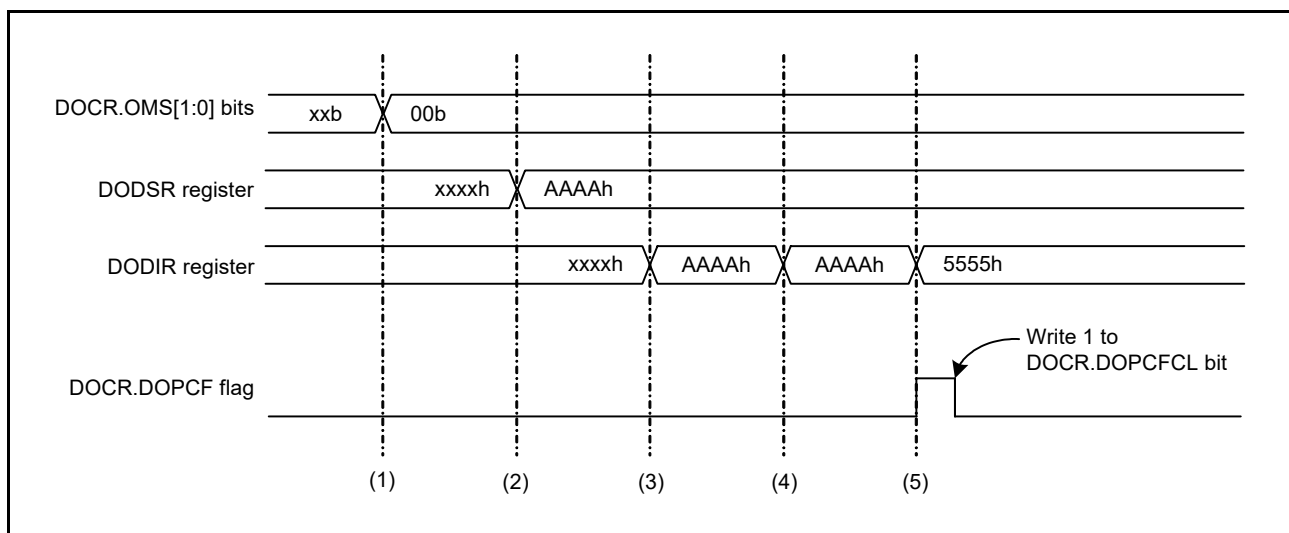 DOCR.OMS[1:0] bits
xxb
00b
DODSR register
xxxxh
AAAAh
DODIR register
xxxxh
AAAAh
AAAAh
5555h
Write 1 to
DOCR.DOPCFCL bit
DOCR.DOPCF flag
(1)
(2)
(3)
(4)
(5)